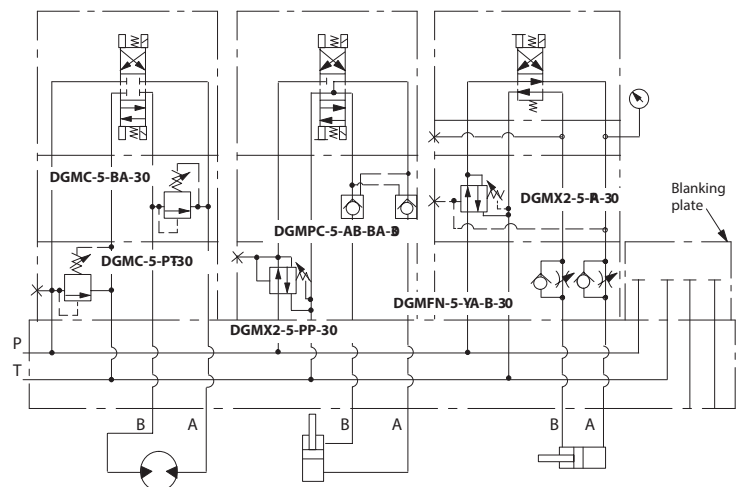 DGMC-5-BA-30
DGMC-5-PT30
DGMPC-5-AB-BA-3
DGMX2-5-PP-30
DGMX2-5-
-30
DGMFN-5-YA-B-30
Blanking
plate
P
T
B A
B A
B A